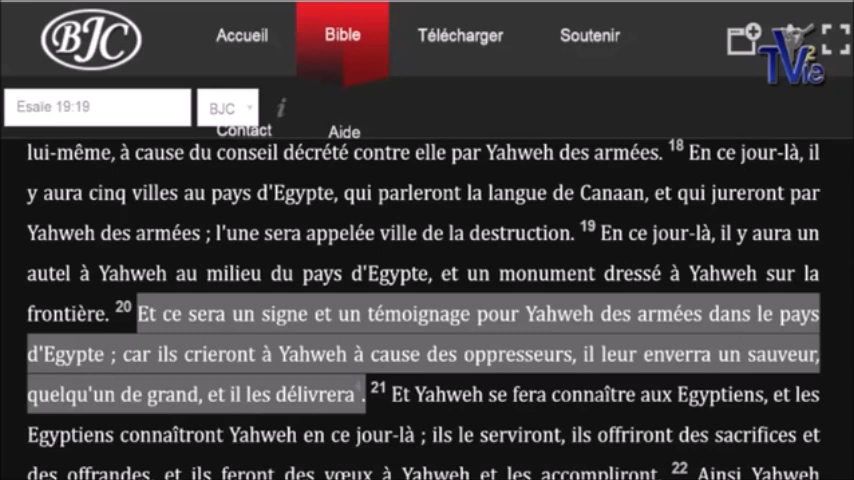 BJC
Accueil
Bible
Télécharger
Soutenir
TVie
2
Esaïe 19:19
BJC
i
Contact
Aide
lui-même, à cause du conseil décrété contre elle par Yahweh des armées. 18 En ce jour-là, il
y aura cinq villes au pays d'Egypte, qui parleront la langue de Canaan, et qui jureront par
Yahweh des armées ; l'une sera appelée ville de la destruction. 19 En ce jour-là, il y aura un
autel à Yahweh au milieu du pays d'Egypte, et un monument dressé à Yahweh sur la
frontière. 20 Et ce sera un signe et un témoignage pour Yahweh des armées dans le pays
d'Egypte ; car ils crieront à Yahweh à cause des oppresseurs, il leur enverra un sauveur,
quelqu'un de grand, et il les délivrera . 21 Et Yahweh se fera connaître aux Egyptiens, et les
Egyptiens connaîtront Yahweh en ce jour-là ; ils le serviront, ils offriront des sacrifices et
des offrandes, et ils feront des vœux à Yahweh et les accompliront. 22 Ainsi Yahweh